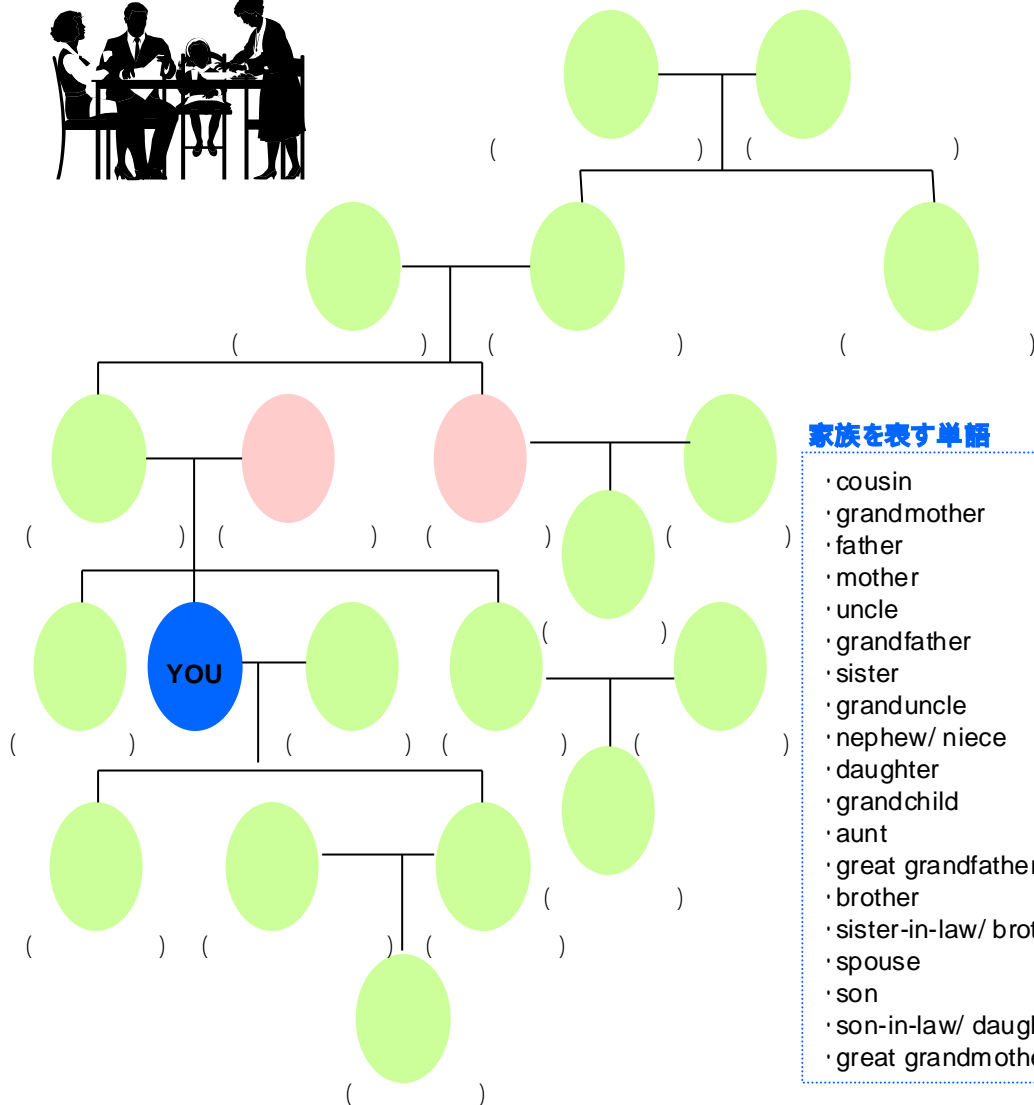 (                    ) (                    )
(                    ) (                    ) (                    )
家族を表す単語
・cousin
・grandmother
・father
・mother
・uncle
・grandfather
・sister
・granduncle
・nephew/ niece
・daughter
・grandchild
・aunt
・great grandfather
・brother
・sister-in-law/ brot
・spouse
・son
・son-in-law/ daugh
・great grandmothe
(                    ) (                    ) (                    ) (                    )
(                    )
YOU
(                    ) (                    ) (                    ) (                    )
(                    )
(                    ) (                    ) (                    )
(                    )